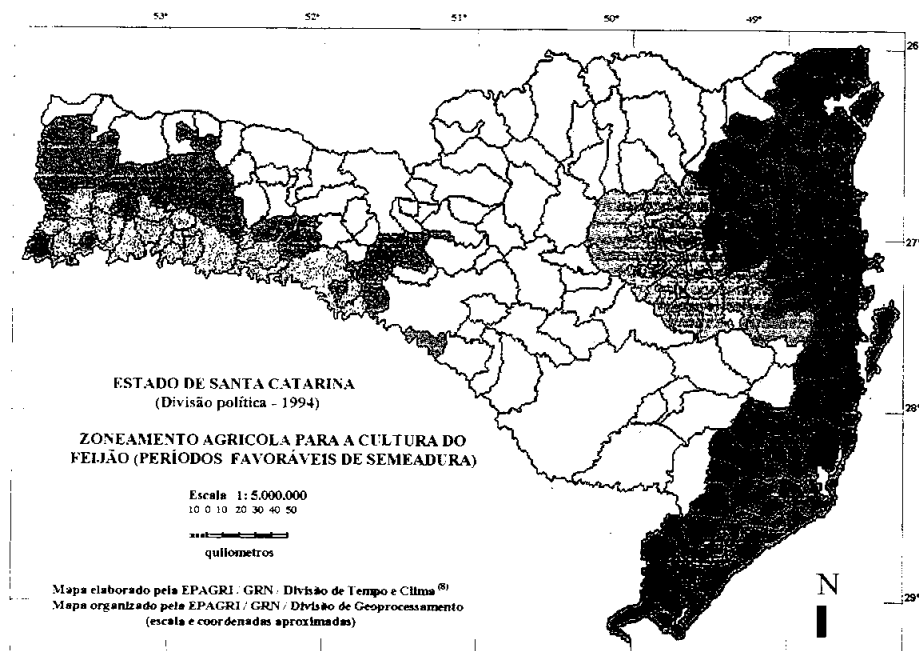 53° 52° 51° 50° 49°
26°
27°
28°
29°
ESTADO DE SANTA CATARINA
(Divisão política - 1994)
ZONEAMENTO AGRICOLA PARA A CULTURA DO
FEIJÃO (PERÍODOS FAVORÁVEIS DE SEMEADURA)
Escala 1: 5.000.000
10 0 10 20 30 40 50
quilometros
N
Mapa elaborado pela EPAGRI / GRN / Divisão de Tempo e Clima (8)
Mapa organizado pela EPAGRI / GRN / Divisão de Geoprocessamento
(escala e coordenadas aproximadas)